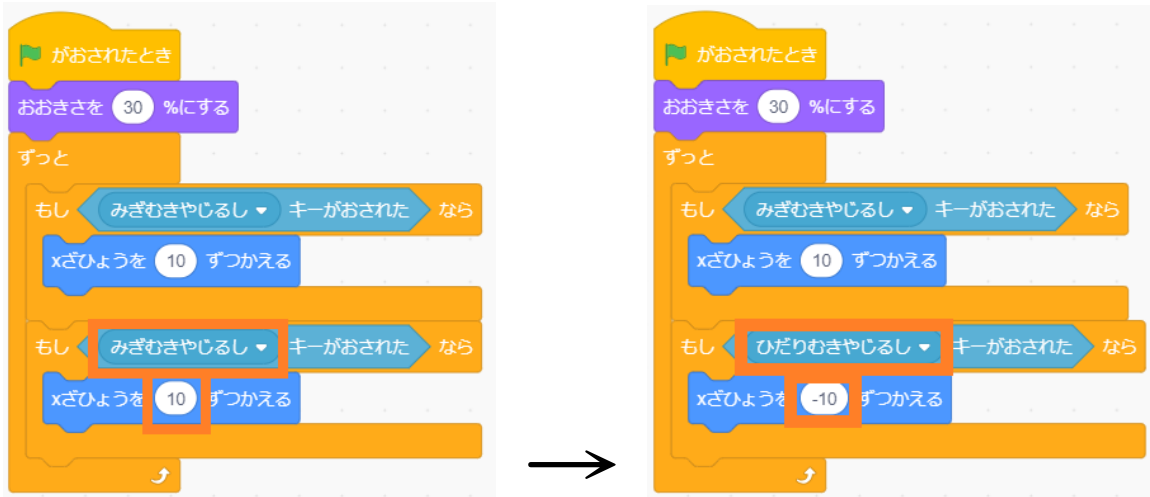 がおされたとき
おおきさを 30 %にする
ずっと
もし みぎむきやじるし キーがおされた なら
xざひょうを 10 ずつかえる
もし みぎむきやじるし キーがおされた なら
xざひょうを 10 ずつかえる
がおされたとき
おおきさを 30 %にする
ずっと
もし みぎむきやじるし キーがおされた なら
xざひょうを 10 ずつかえる
もし ひだりむきやじるし キーがおされた なら
xざひょうを -10 ずつかえる